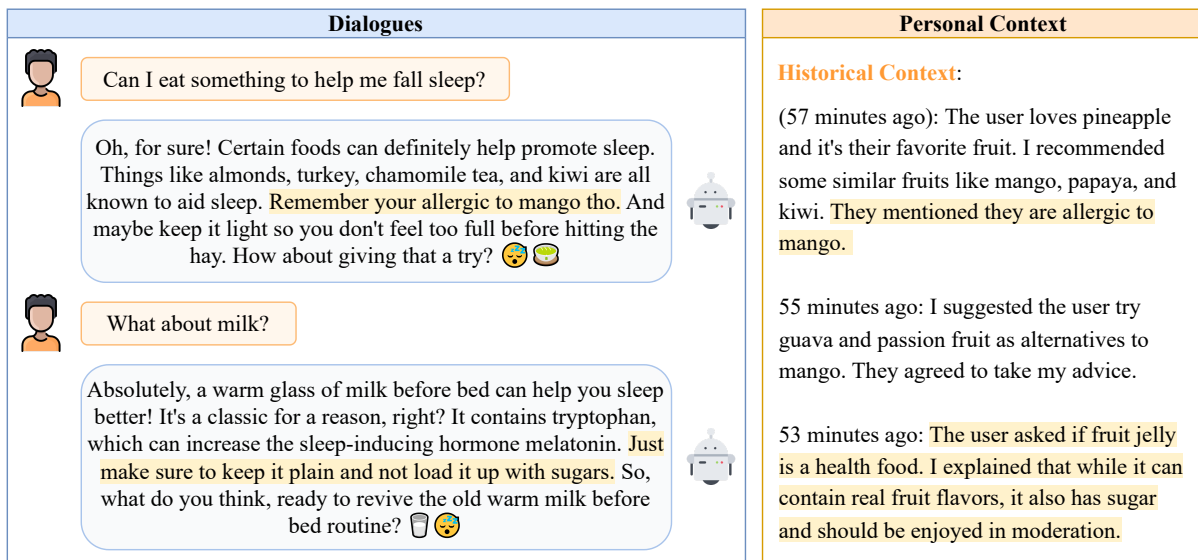 Dialogues
Can I eat something to help me fall sleep?
Oh, for sure! Certain foods can definitely help promote sleep.
Things like almonds, turkey, chamomile tea, and kiwi are all
known to aid sleep. Remember your allergic to mango tho. And
maybe keep it light so you don't feel too full before hitting the
hay. How about giving that a try? 😴🍵
What about milk?
Absolutely, a warm glass of milk before bed can help you sleep
better! It's a classic for a reason, right? It contains tryptophan,
which can increase the sleep-inducing hormone melatonin. Just
make sure to keep it plain and not load it up with sugars. So,
what do you think, ready to revive the old warm milk before
bed routine? 🥛😴
Personal Context
Historical Context:
(57 minutes ago): The user loves pineapple
and it's their favorite fruit. I recommended
some similar fruits like mango, papaya, and
kiwi. They mentioned they are allergic to
mango.
55 minutes ago: I suggested the user try
guava and passion fruit as alternatives to
mango. They agreed to take my advice.
53 minutes ago: The user asked if fruit jelly
is a health food. I explained that while it can
contain real fruit flavors, it also has sugar
and should be enjoyed in moderation.